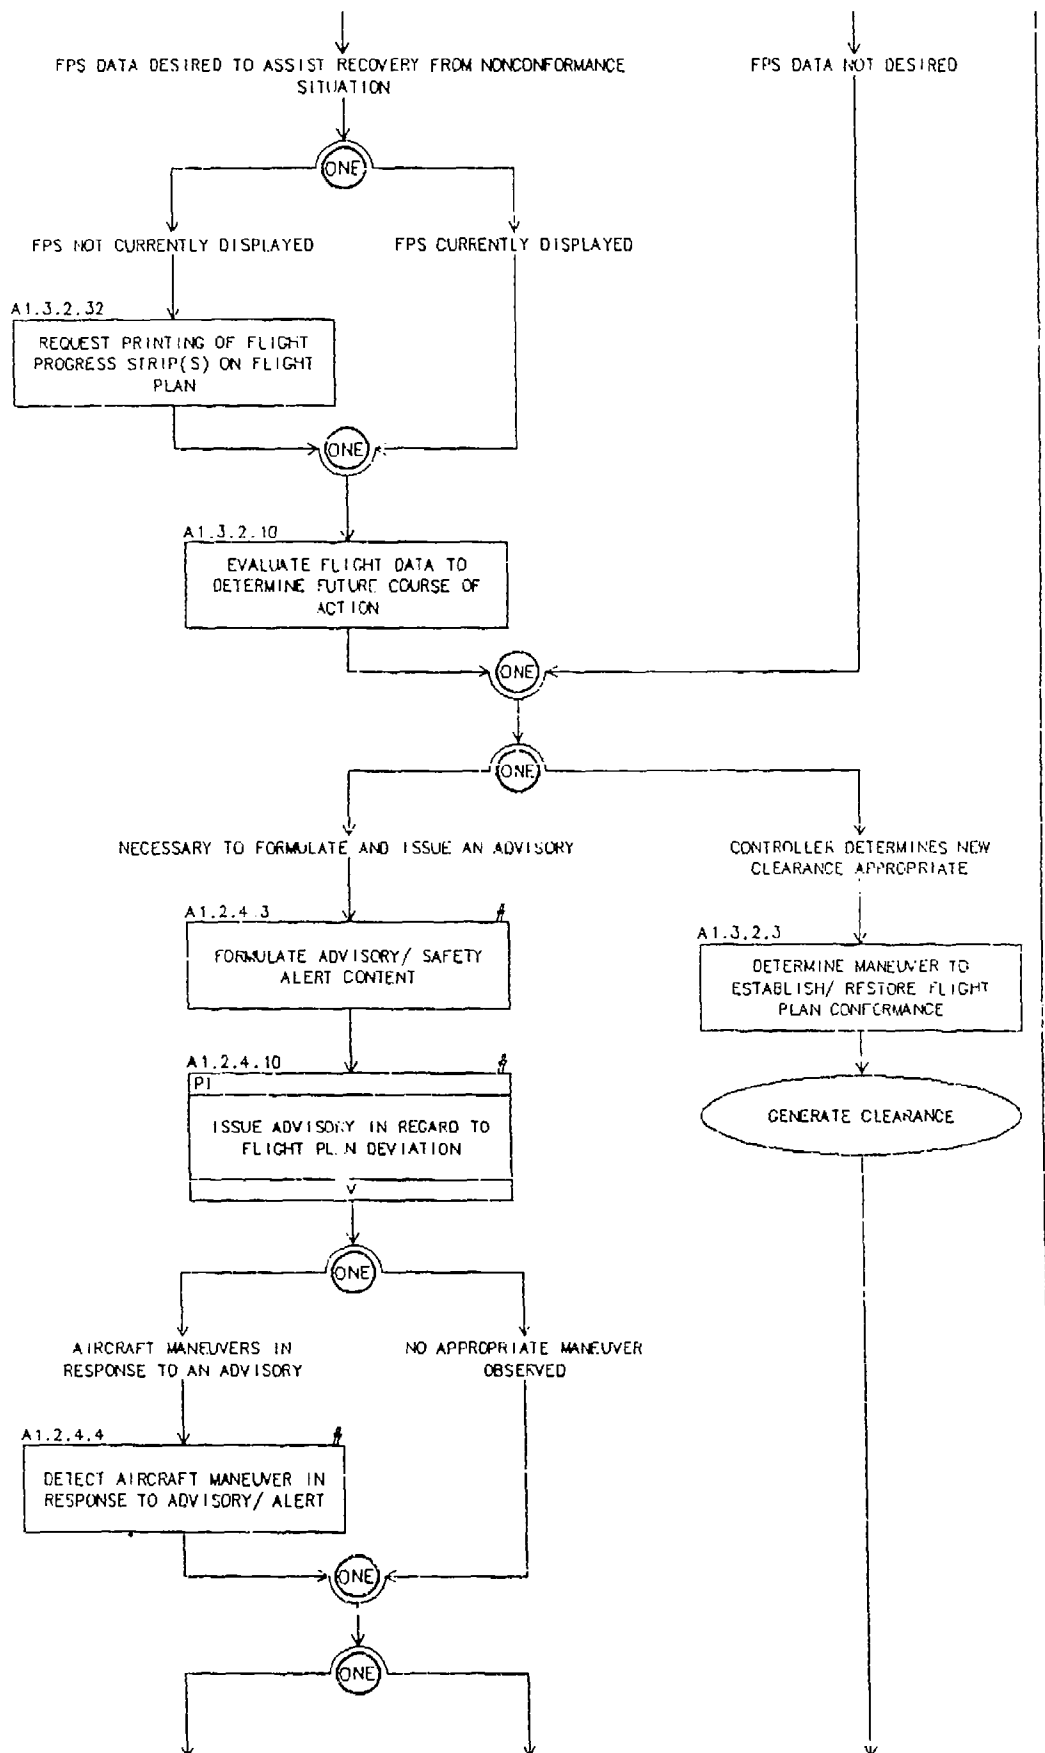 FPS DATA DESIRED TO ASSIST RECOVERY FROM NONCONFORMANCE
SITUATION
FPS DATA NOT DESIRED
ONE
FPS NOT CURRENTLY DISPLAYED
FPS CURRENTLY DISPLAYED
A1.3.2.32
REQUEST PRINTING OF FLIGHT
PROGRESS STRIP(S) ON FLIGHT
PLAN
ONE
A1.3.2.10
EVALUATE FLIGHT DATA TO
DETERMINE FUTURE COURSE OF
ACTION
ONE
ONE
NECESSARY TO FORMULATE AND ISSUE AN ADVISORY
CONTROLLER DETERMINES NEW
CLEARANCE APPROPRIATE
A1.2.4.3
FORMULATE ADVISORY/ SAFETY
ALERT CONTENT
A1.3.2.3
DETERMINE MANEUVER TO
ESTABLISH/ RESTORE FLIGHT
PLAN CONFORMANCE
A1.2.4.10
PI
ISSUE ADVISORY IN REGARD TO
FLIGHT PL N DEVIATION
V
GENERATE CLEARANCE
ONE
AIRCRAFT MANEUVERS IN
RESPONSE TO AN ADVISORY
NO APPROPRIATE MANEUVER
OBSERVED
A1.2.4.4
DETECT AIRCRAFT MANEUVER IN
RESPONSE TO ADVISORY/ ALERT
ONE
ONE